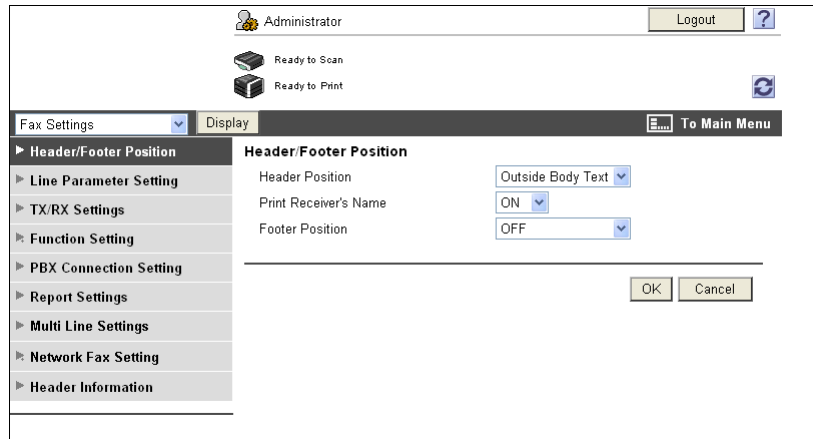 Administrator
Logout
?
Ready to Scan
Ready to Print
Fax Settings
Display
To Main Menu
Header/Footer Position
Line Parameter Setting
TX/RX Settings
Function Setting
PBX Connection Setting
Report Settings
Multi Line Settings
Network Fax Setting
Header Information
Header/Footer Position
Header Position Outside Body Text
Print Receiver's Name ON
Footer Position OFF
OK Cancel